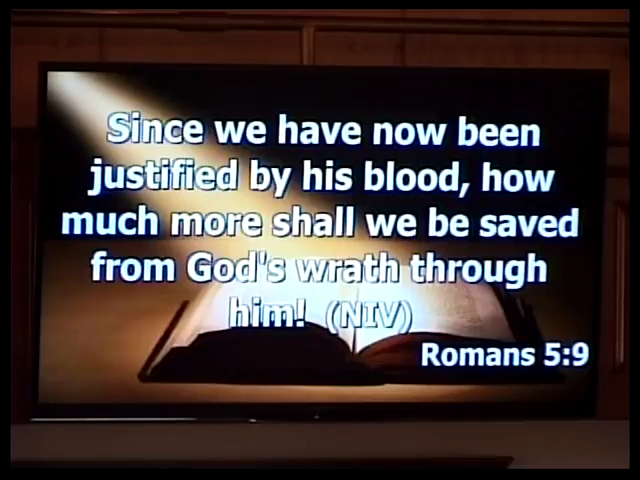 Since we have now been
justified by his blood, how
much more shall we be saved
from God's wrath through
him! (NIV)
Romans 5:9